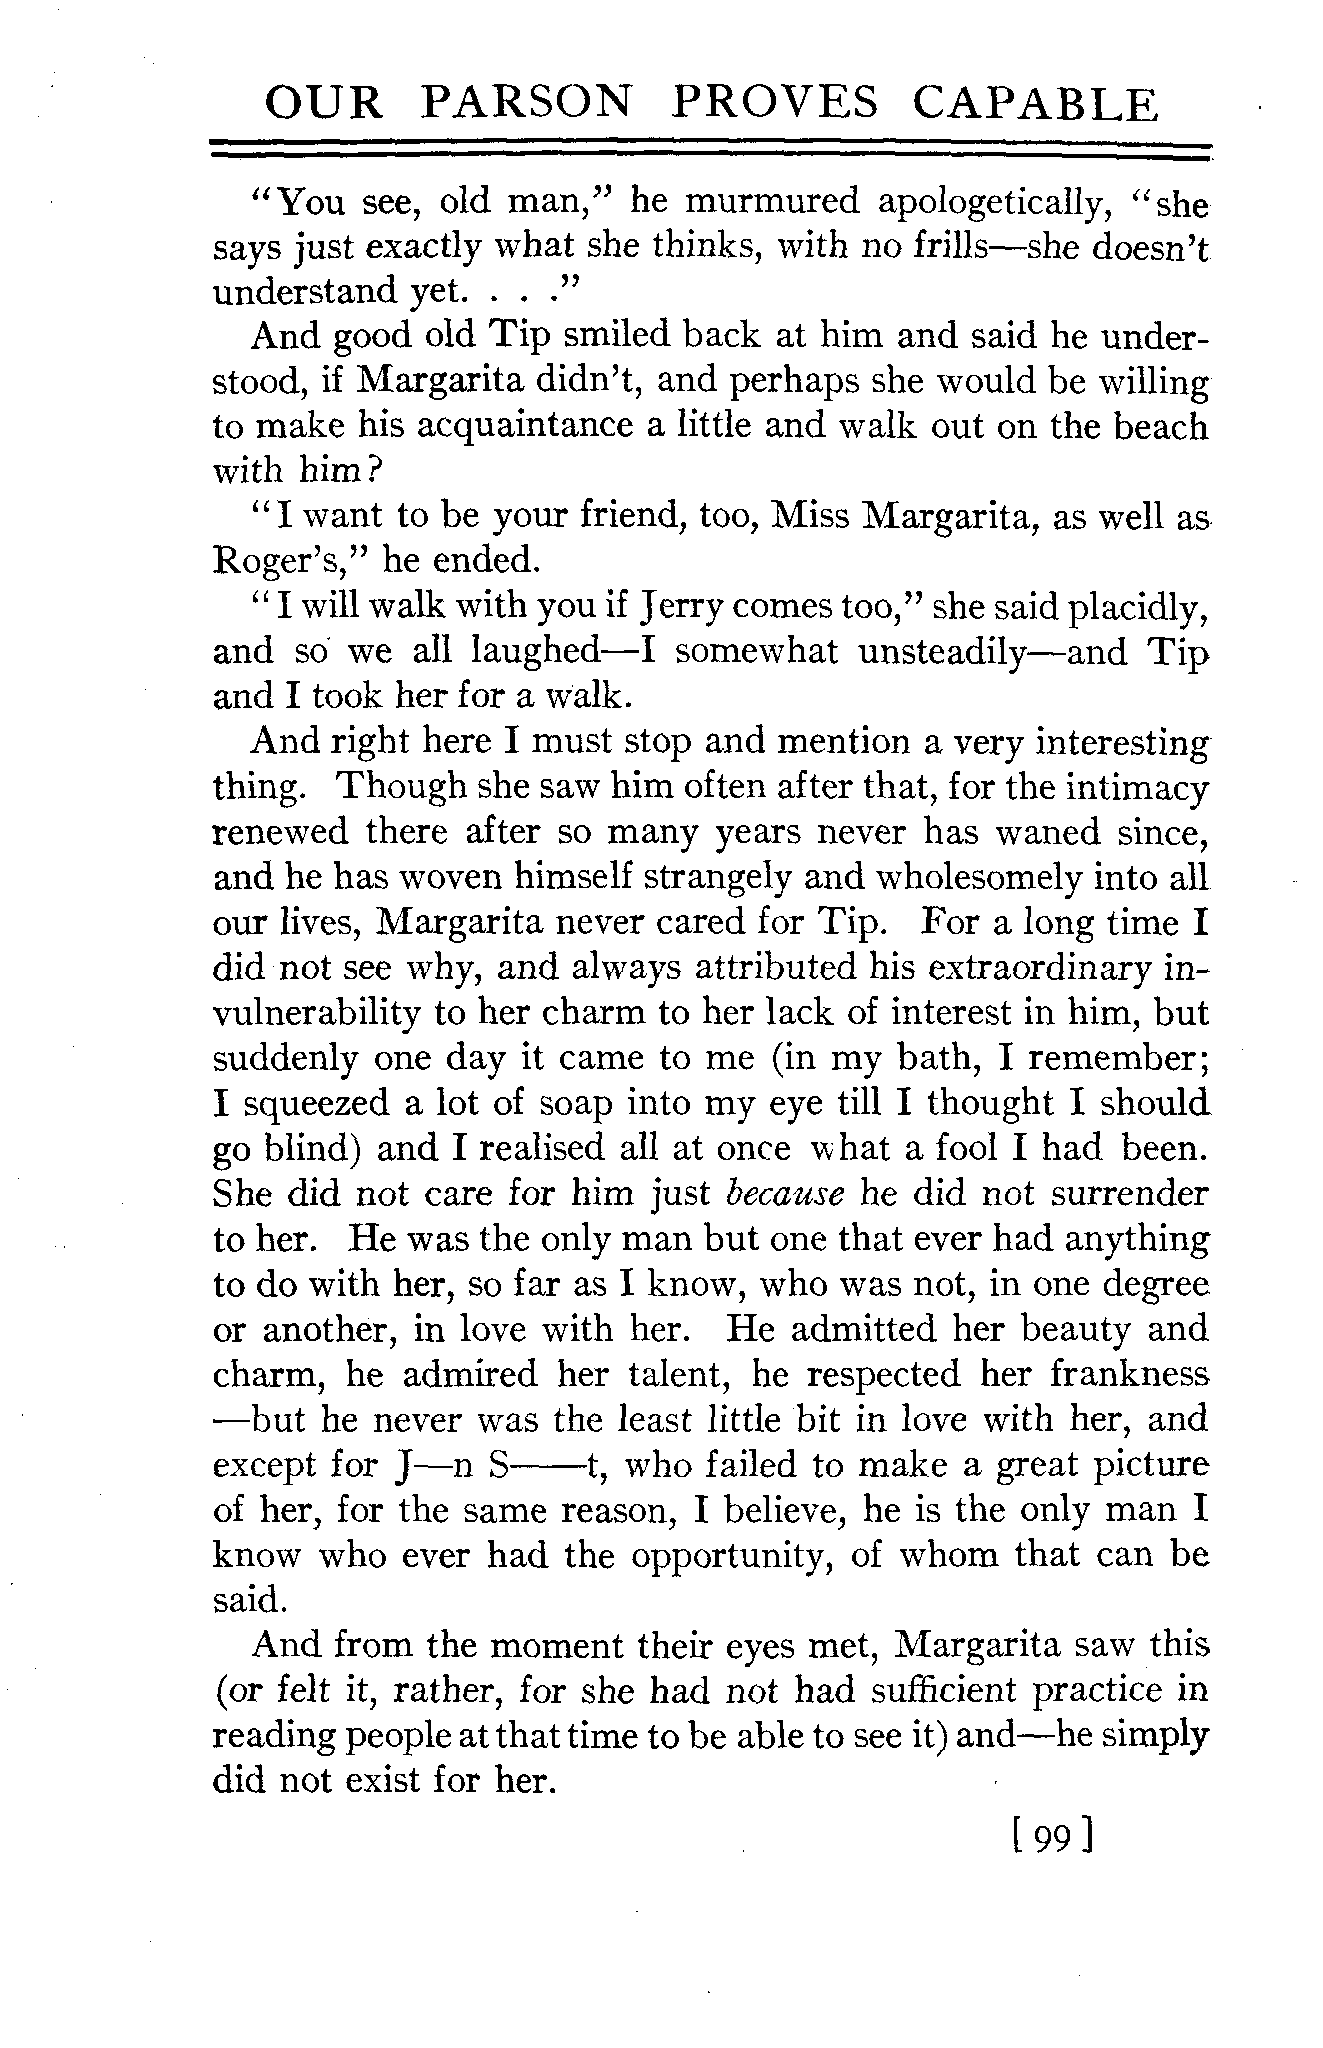 OUR PARSON PROVES CAPABLE
"You see, old man," he murmured apologetically, "she
says just exactly what she thinks, with no frills—she doesn't
understand yet. . . ."
And good old Tip smiled back at him and said he under-
stood, if Margarita didn't, and perhaps she would be willing
to make his acquaintance a little and walk out on the beach
with him?
"I want to be your friend, too, Miss Margarita, as well as
Roger's," he ended.
"I will walk with you if Jerry comes too," she said placidly,
and so we all laughed—I somewhat unsteadily—and Tip
and I took her for a walk.
And right here I must stop and mention a very interesting
thing. Though she saw him often after that, for the intimacy
renewed there after so many years never has waned since,
and he has woven himself strangely and wholesomely into all
our lives, Margarita never cared for Tip. For a long time I
did not see why, and always attributed his extraordinary in-
vulnerability to her charm to her lack of interest in him, but
suddenly one day it came to me (in my bath, I remember;
I squeezed a lot of soap into my eye till I thought I should
go blind) and I realised all at once what a fool I had been.
She did not care for him just because he did not surrender
to her. He was the only man but one that ever had anything
to do with her, so far as I know, who was not, in one degree
or another, in love with her. He admitted her beauty and
charm, he admired her talent, he respected her frankness
—but he never was the least little bit in love with her, and
except for J—n S——t, who failed to make a great picture
of her, for the same reason, I believe, he is the only man I
know who ever had the opportunity, of whom that can be
said.
And from the moment their eyes met, Margarita saw this
(or felt it, rather, for she had not had sufficient practice in
reading people at that time to be able to see it) and—he simply
did not exist for her.
[ 99 ]